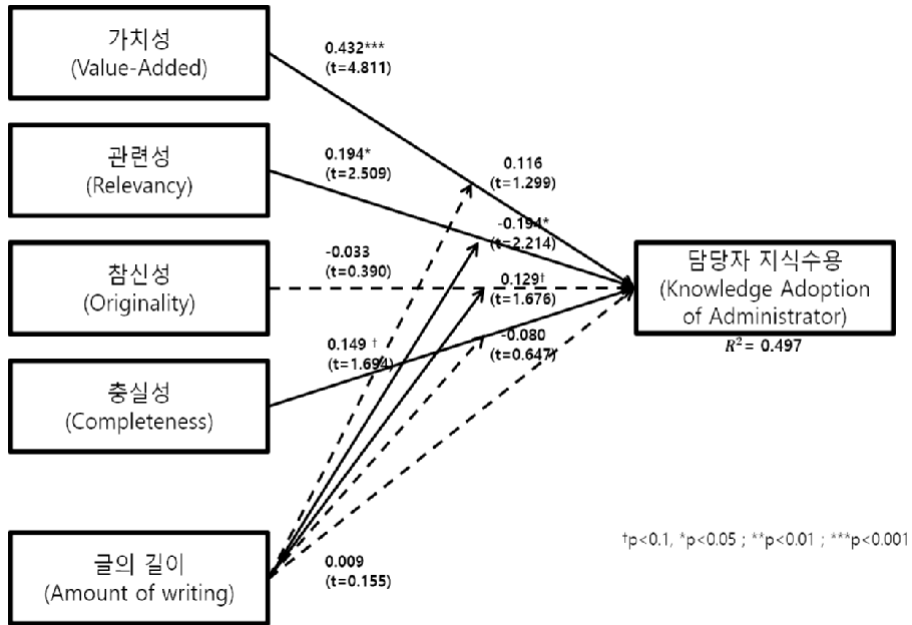 가치성
(Value-Added)
0.432***
(t=4.811)
관련성
(Relevancy)
0.194*
(t=2.509)
0.116
(t=1.299)
-0.194*
(t=2.214)
참신성
(Originality)
-0.033
(t=0.390)
0.129†
(t=1.676)
담당자 지식수용
(Knowledge Adoption
of Administrator)
R²= 0.497
충실성
(Completeness)
0.149 †
(t=1.694)
-0.080
(t=0.647)
글의 길이
(Amount of writing)
0.009
(t=0.155)
†p<0.1, *p<0.05 ; **p<0.01 ; ***p<0.001